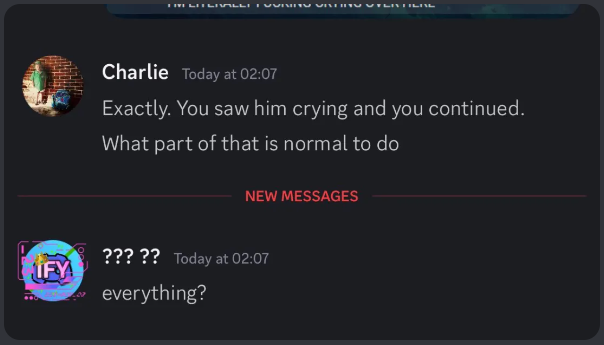 I'M LITERALLY FUCKING CRYING OVER HERE
Charlie Today at 02:07
Exactly. You saw him crying and you continued.
What part of that is normal to do
NEW MESSAGES
IFY
??? ?? Today at 02:07
everything?